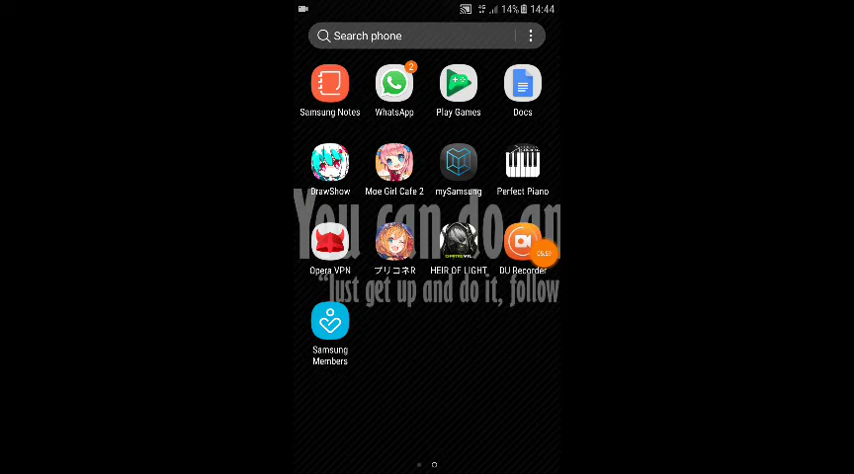 14% 14:44
Search phone
2
Samsung Notes WhatsApp Play Games Docs
DrawShow Moe Girl Cafe 2 mySamsung Perfect Piano
You can do an
Opera VPN プリコネR HEIR OF LIGHT DU Recorder
"Just get up and do it, follow
Samsung
Members